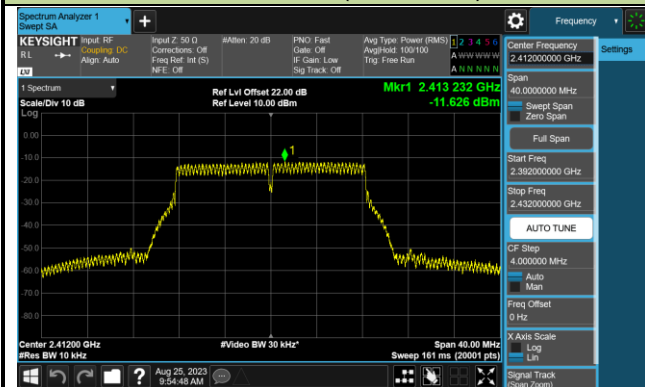 Spectrum Analyzer 1
Swept SA
+
Frequency
KEYSIGHT
RL
LXI
Input: RF
Coupling: DC
Align: Auto
Input Z: 50 Ω
Corrections: Off
Freq Ref: Int (S)
NFE: Off
#Atten: 20 dB
PNO: Fast
Gate: Off
IF Gain: Low
Sig Track: Off
Avg Type: Power (RMS)
Avg|Hold: 100/100
Trig: Free Run
1 2 3 4 5 6
A W W W W W
A N N N N N
1 Spectrum
Scale/Div 10 dB
Ref Lvl Offset 22.00 dB
Ref Level 10.00 dBm
Mkr1 2.413 232 GHz
-11.626 dBm
Log
0.00
-10.0
-20.0
-30.0
-40.0
-50.0
-60.0
-70.0
-80.0
1
Center 2.41200 GHz
#Res BW 10 kHz
#Video BW 30 kHz*
Span 40.00 MHz
Sweep 161 ms (20001 pts)
?
Aug 25, 2023
9:54:48 AM
Center Frequency
2.412000000 GHz
Settings
Span
40.0000000 MHz
Swept Span
Zero Span
Full Span
Start Freq
2.392000000 GHz
Stop Freq
2.432000000 GHz
AUTO TUNE
CF Step
4.000000 MHz
Auto
Man
Freq Offset
0 Hz
X Axis Scale
Log
Lin
Signal Track
(Span Zoom)